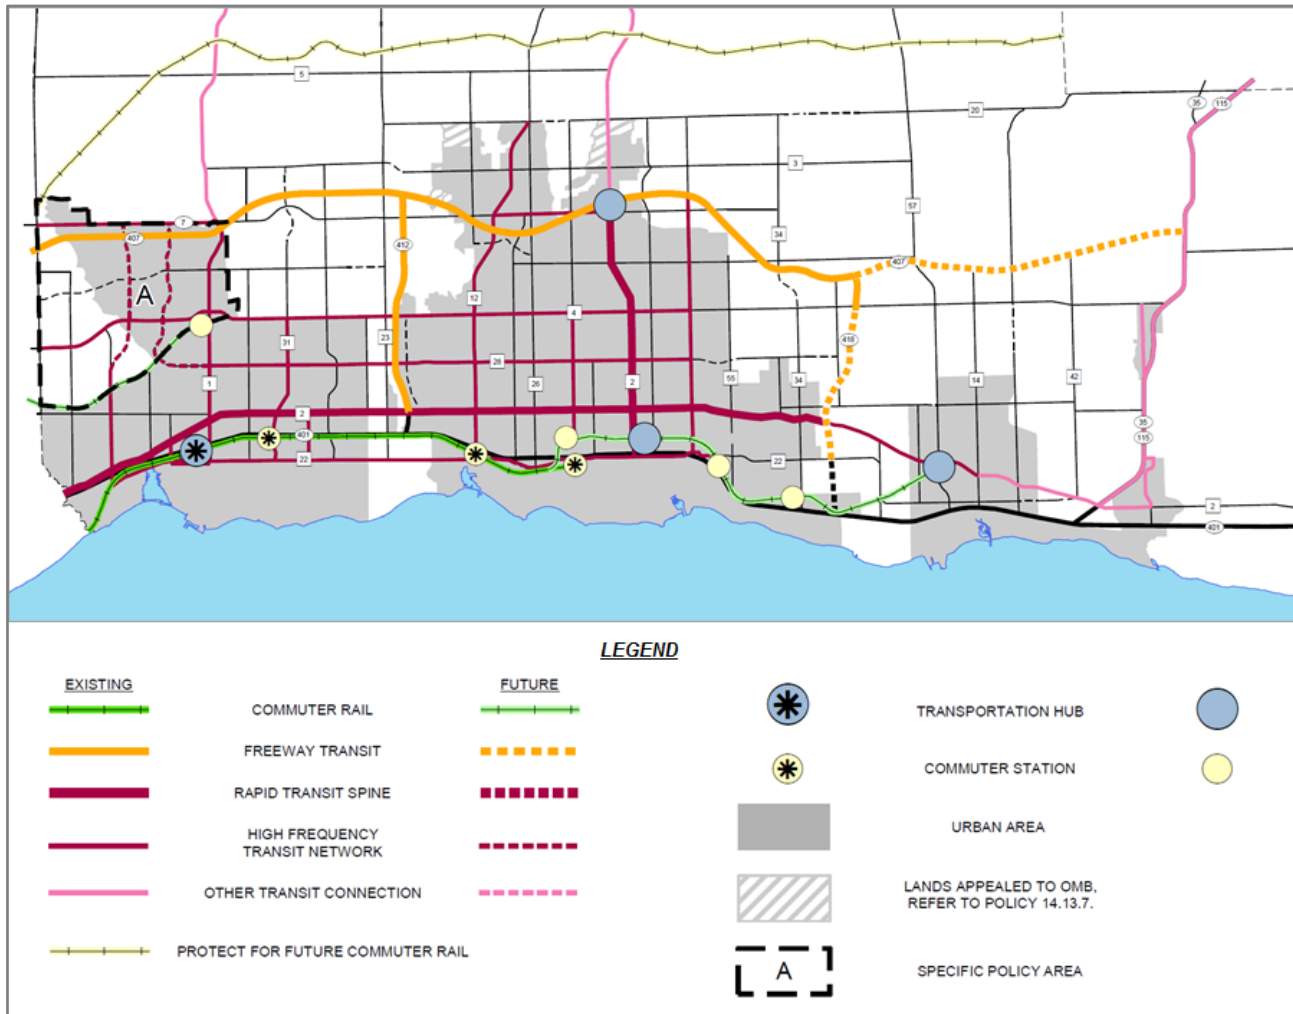 5
35
115
20
3
7
57
407
412
34
407
A
12
4
31
23
418
28
1
26
2
55
34
14
42
2
35
115
401
22
22
2
401
LEGEND
EXISTING
FUTURE
COMMUTER RAIL
FREEWAY TRANSIT
RAPID TRANSIT SPINE
HIGH FREQUENCY
TRANSIT NETWORK
OTHER TRANSIT CONNECTION
PROTECT FOR FUTURE COMMUTER RAIL
TRANSPORTATION HUB
COMMUTER STATION
URBAN AREA
LANDS APPEALED TO OMB,
REFER TO POLICY 14.13.7.
A
SPECIFIC POLICY AREA